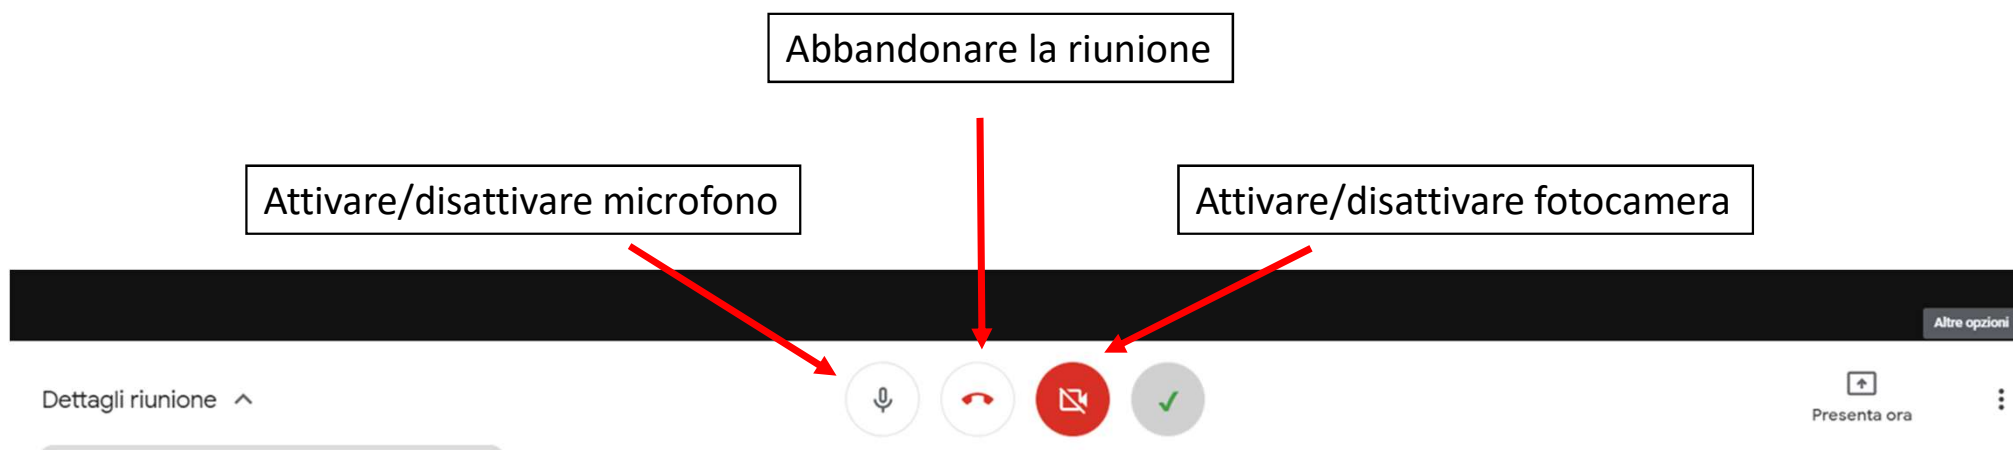 Abbandonare la riunione
Attivare/disattivare microfono
Attivare/disattivare fotocamera
Altre opzioni
Dettagli riunione
Presenta ora